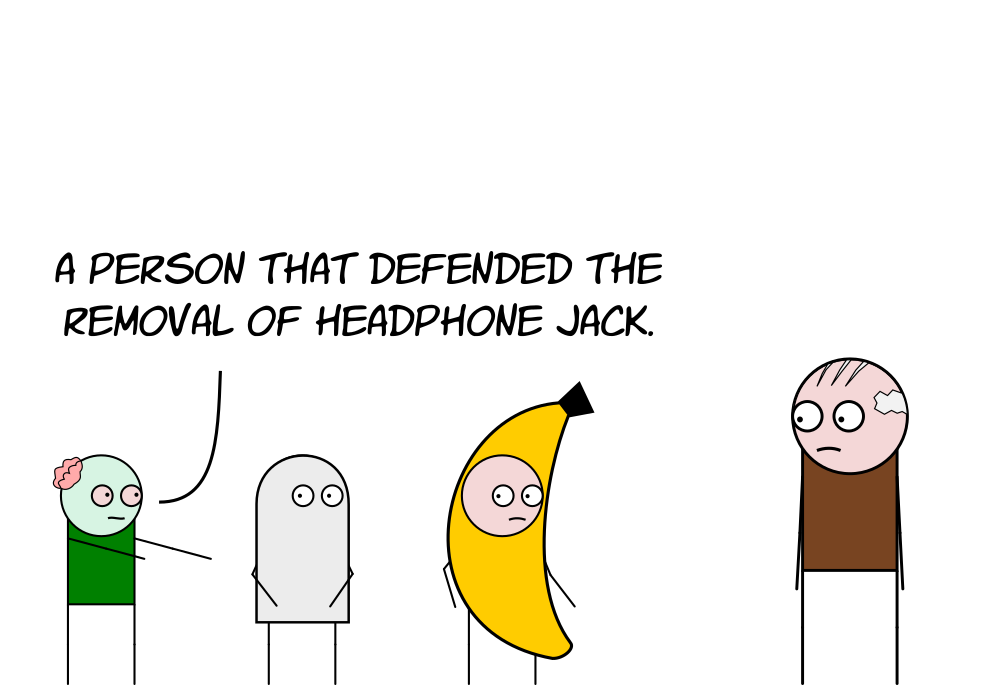 A PERSON THAT DEFENDED THE
REMOVAL OF HEADPHONE JACK.